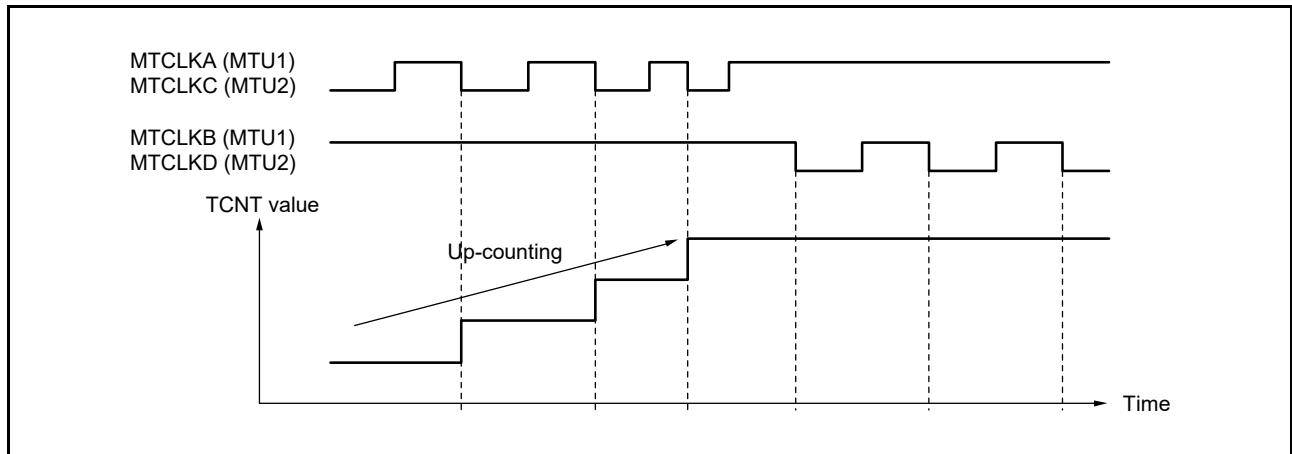 MTCLKA (MTU1)
MTCLKC (MTU2)
MTCLKB (MTU1)
MTCLKD (MTU2)
TCNT value
Up-counting
Time